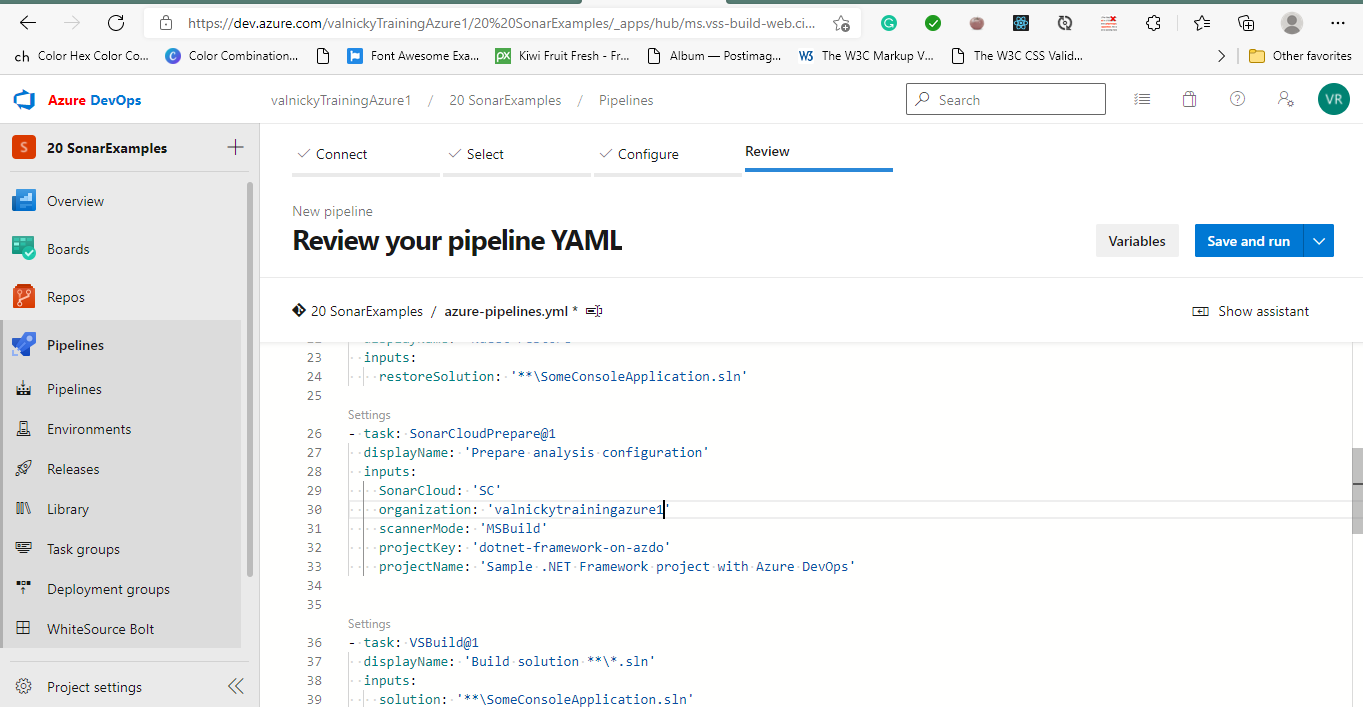 https://dev.azure.com/valnickyTrainingAzure1/20%20SonarExamples/_apps/hub/ms.vss-build-web.ci...
ch Color Hex Color Co... Color Combination... Font Awesome Exa... Kiwi Fruit Fresh - Fr... Album — Postimag... The W3C Markup V... The W3C CSS Valid... Other favorites
Azure DevOps valnickyTrainingAzure1 / 20 SonarExamples / Pipelines Search VR
S 20 SonarExamples
Overview
Boards
Repos
Pipelines
Pipelines
Environments
Releases
Library
Task groups
Deployment groups
WhiteSource Bolt
Project settings
Connect Select Configure Review
New pipeline
Review your pipeline YAML Variables Save and run
20 SonarExamples / azure-pipelines.yml * Show assistant
23 inputs:
24 restoreSolution: '**\SomeConsoleApplication.sln'
25
Settings
26 - task: SonarCloudPrepare@1
27 displayName: 'Prepare analysis configuration'
28 inputs:
29 SonarCloud: 'SC'
30 organization: 'valnickytrainingazure1'
31 scannerMode: 'MSBuild'
32 projectKey: 'dotnet-framework-on-azdo'
33 projectName: 'Sample .NET Framework project with Azure DevOps'
34
35
Settings
36 - task: VSBuild@1
37 displayName: 'Build solution **\*.sln'
38 inputs:
39 solution: '**\SomeConsoleApplication.sln'